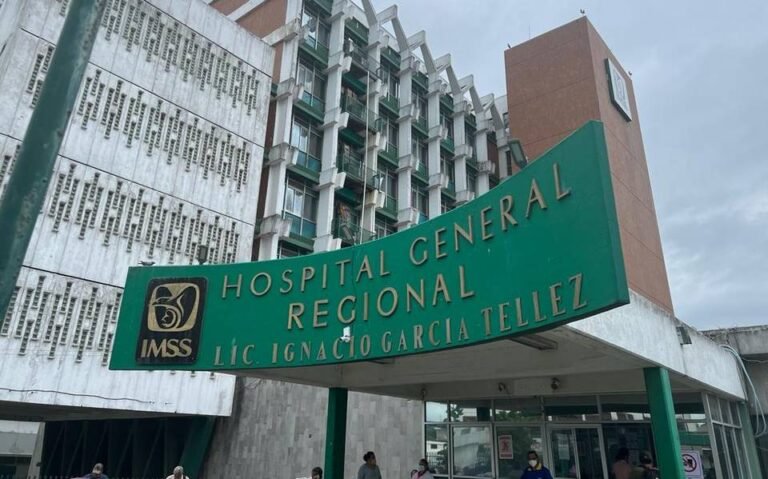 HOSPITAL GENERAL
REGIONAL
LIC. IGNACIO GARCIA TELLEZ
IMSS